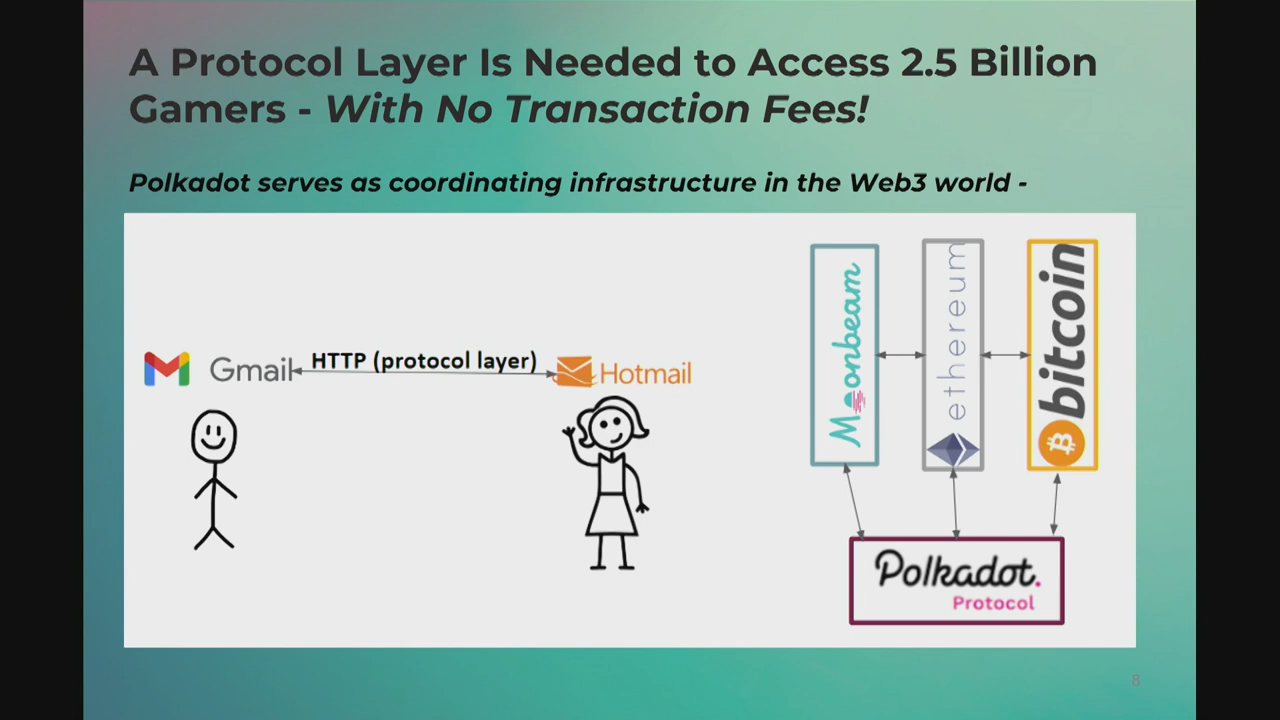 A Protocol Layer Is Needed to Access 2.5 Billion
Gamers - With No Transaction Fees!
Polkadot serves as coordinating infrastructure in the Web3 world -
Gmail
HTTP (protocol layer)
Hotmail
Moonbeam
ethereum
bitcoin
Polkadot.
Protocol
8